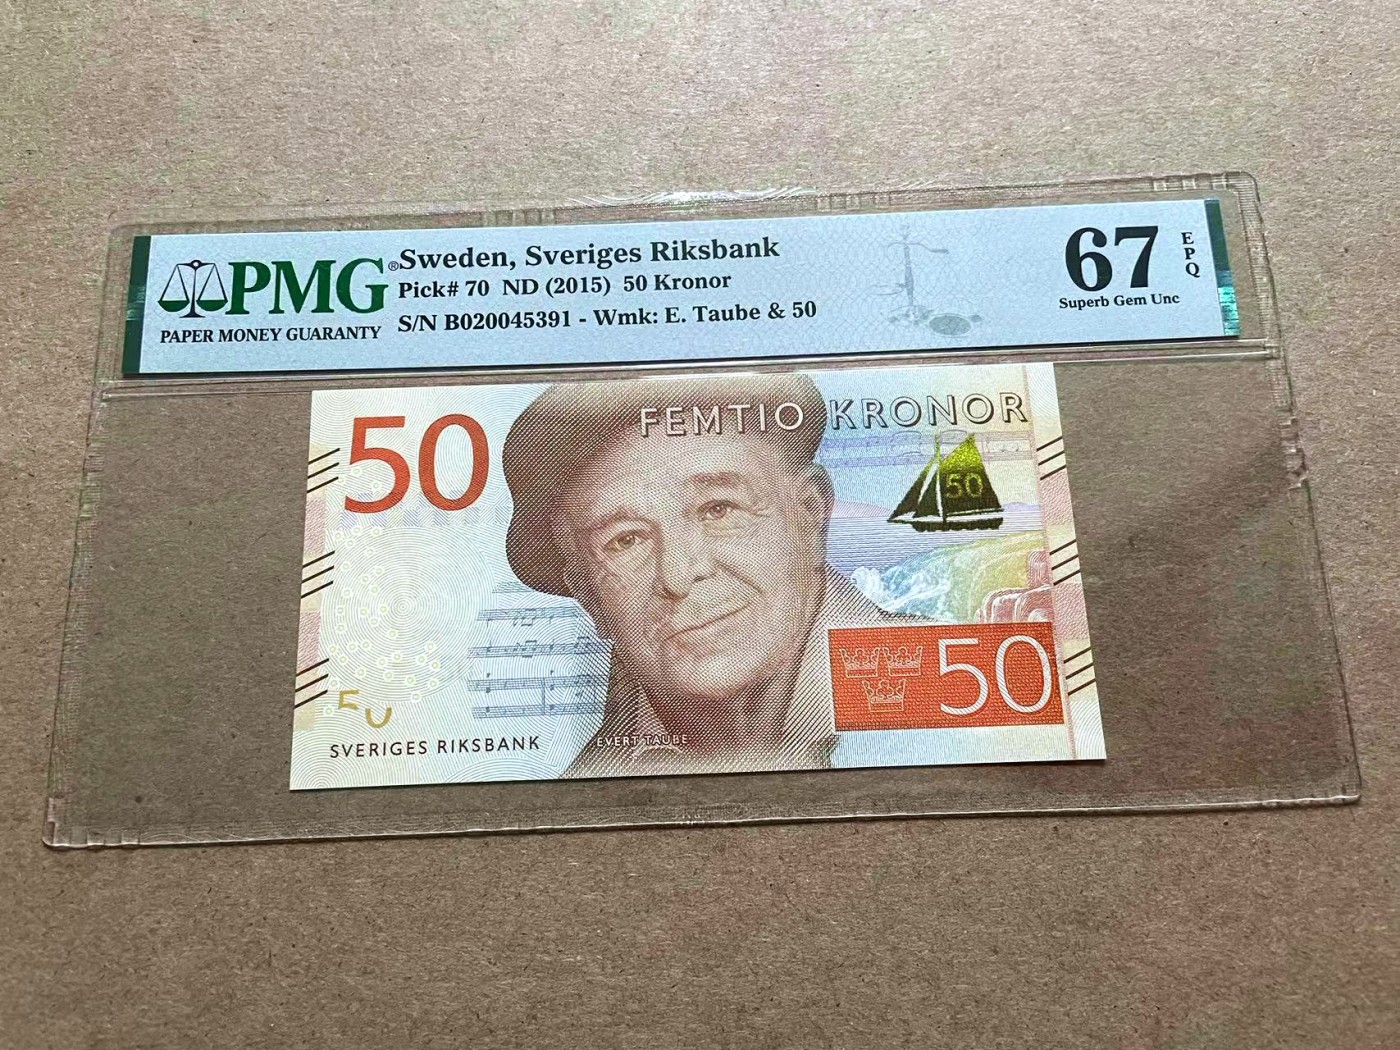 PMG®
PAPER MONEY GUARANTY
Sweden, Sveriges Riksbank
Pick# 70 ND (2015) 50 Kronor
S/N B020045391 - Wmk: E. Taube & 50
67
EPQ
Superb Gem Unc
50
FEMTIO KRONOR
50
50
SVERIGES RIKSBANK
EVERT TAUBE